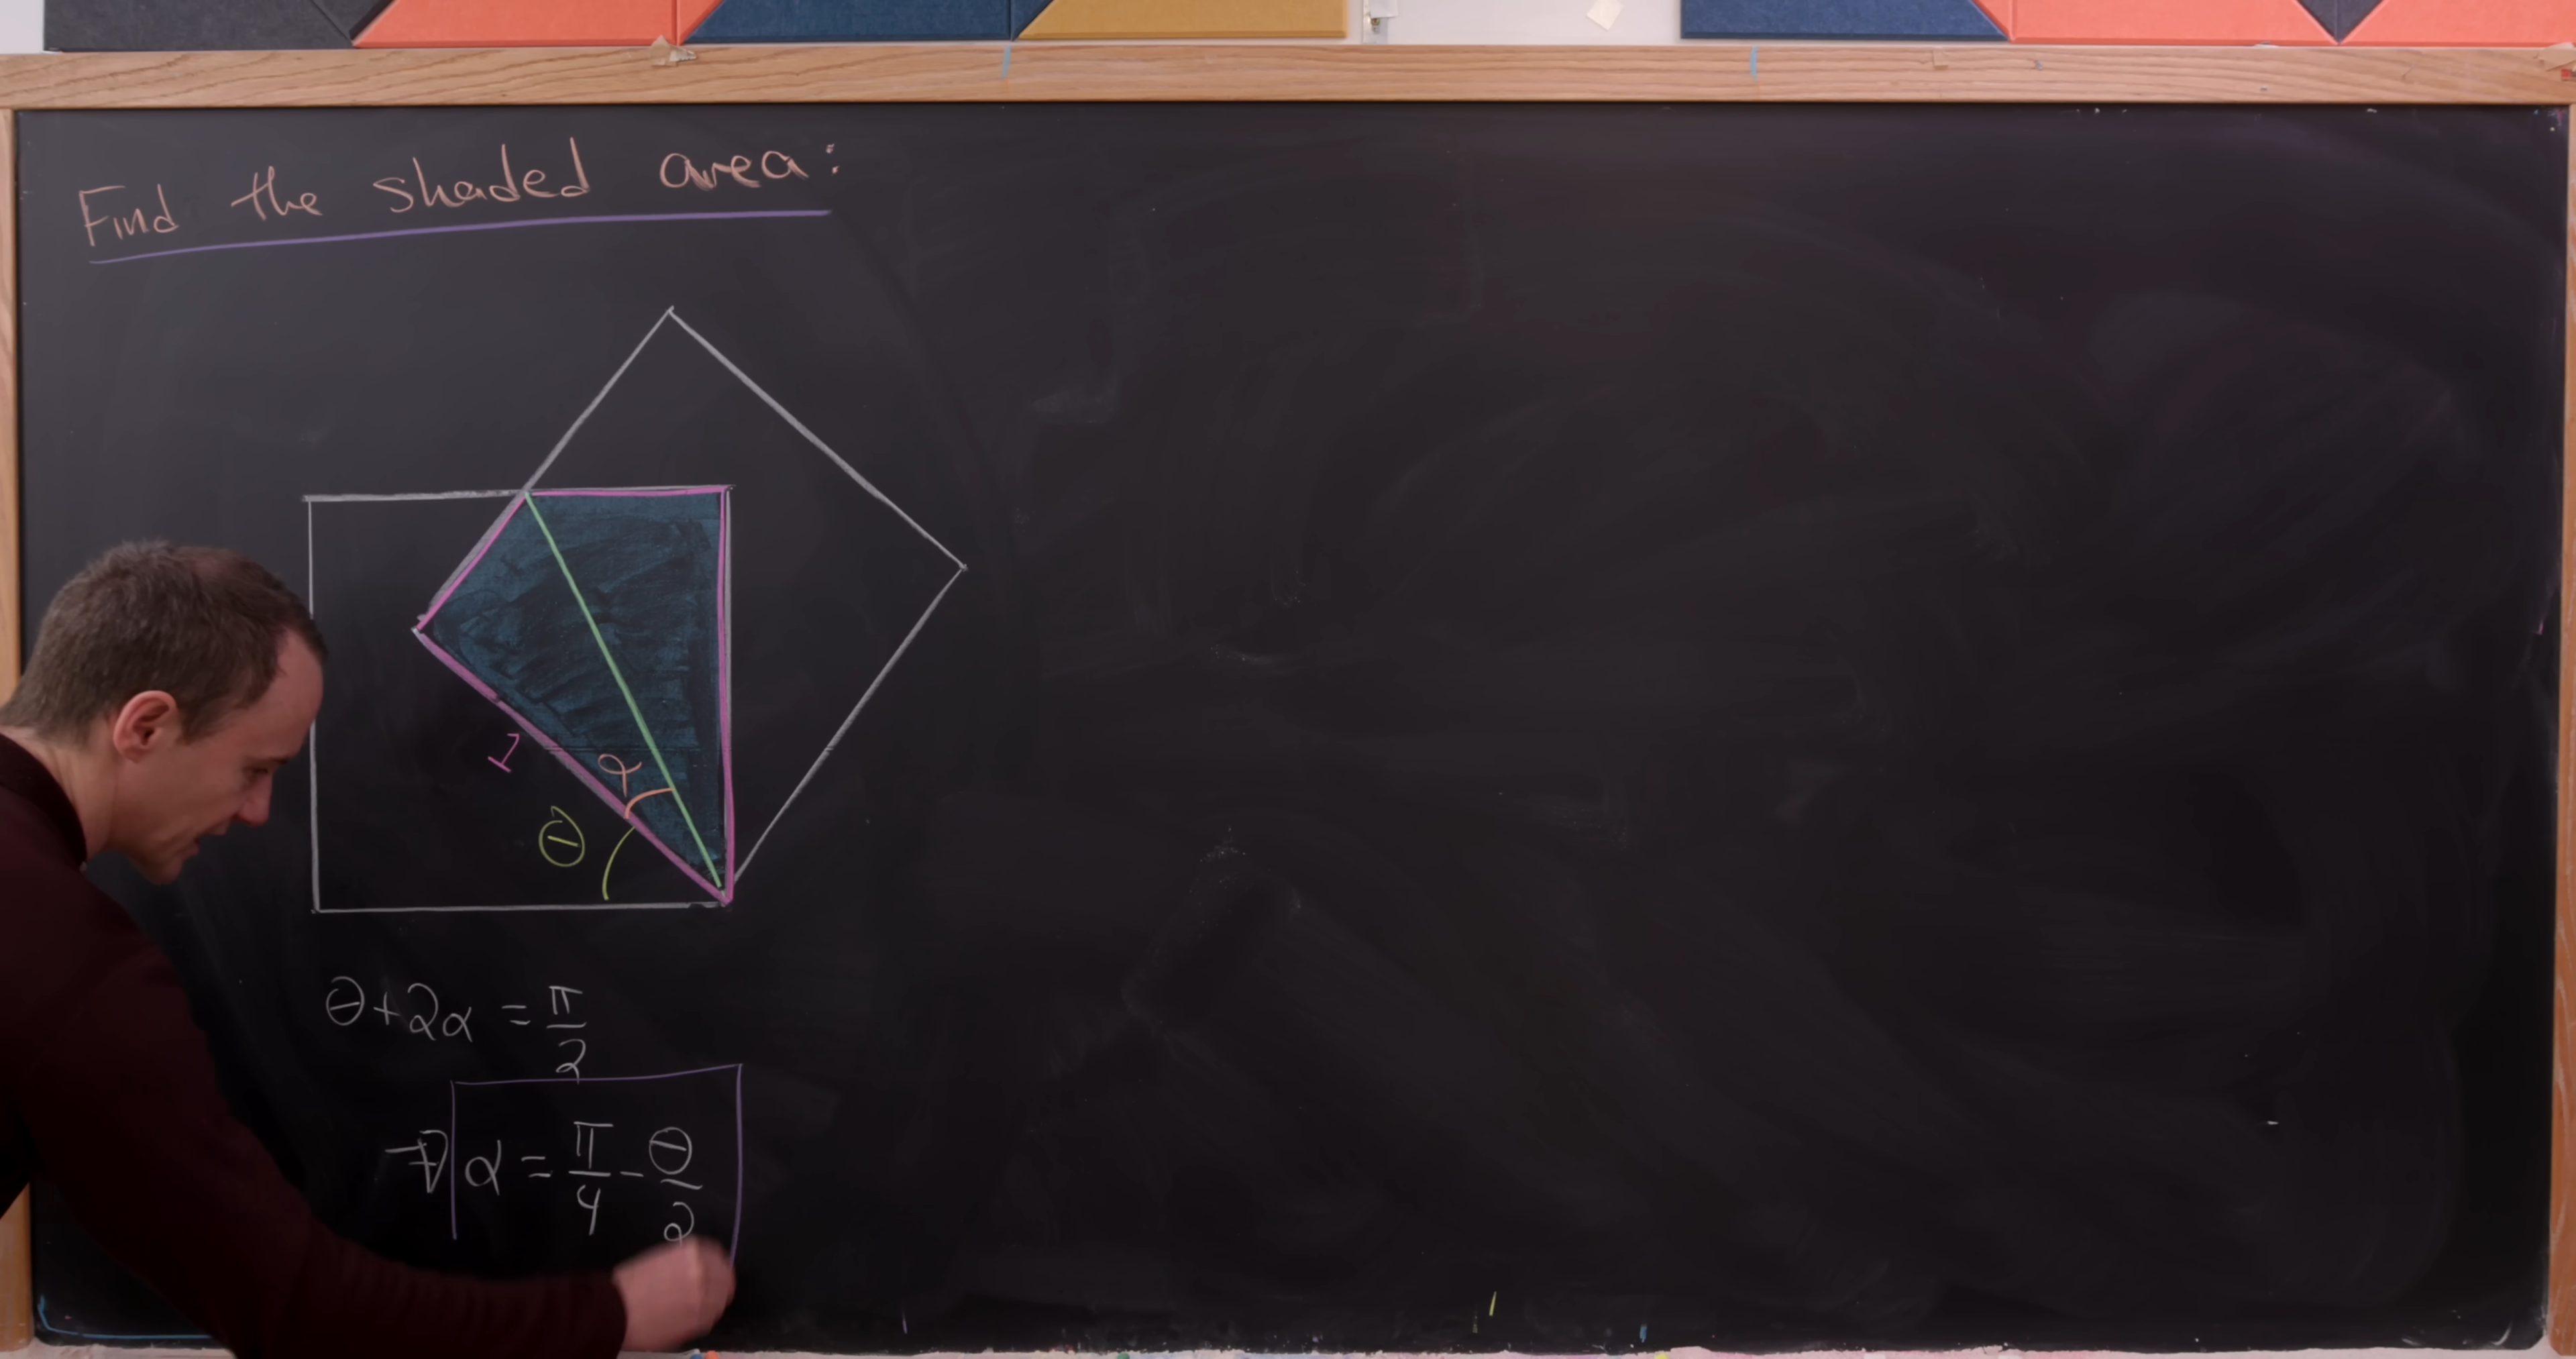 Find the shaded area:
1
α
θ
θ+2α = π/2
⇒ α = π/4 - θ/2